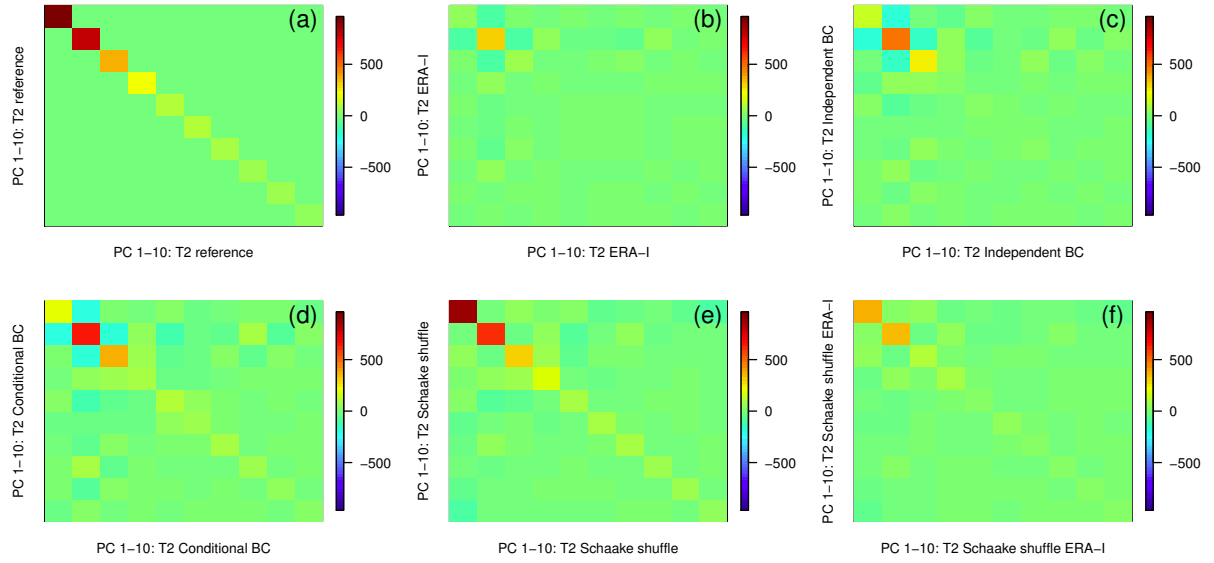 (a)
500
0
−500
PC 1−10: T2 reference
PC 1−10: T2 reference
(b)
500
0
−500
PC 1−10: T2 ERA−I
PC 1−10: T2 ERA−I
(c)
500
0
−500
PC 1−10: T2 Independent BC
PC 1−10: T2 Independent BC
(d)
500
0
−500
PC 1−10: T2 Conditional BC
PC 1−10: T2 Conditional BC
(e)
500
0
−500
PC 1−10: T2 Schaake shuffle
PC 1−10: T2 Schaake shuffle
(f)
500
0
−500
PC 1−10: T2 Schaake shuffle ERA−I
PC 1−10: T2 Schaake shuffle ERA−I